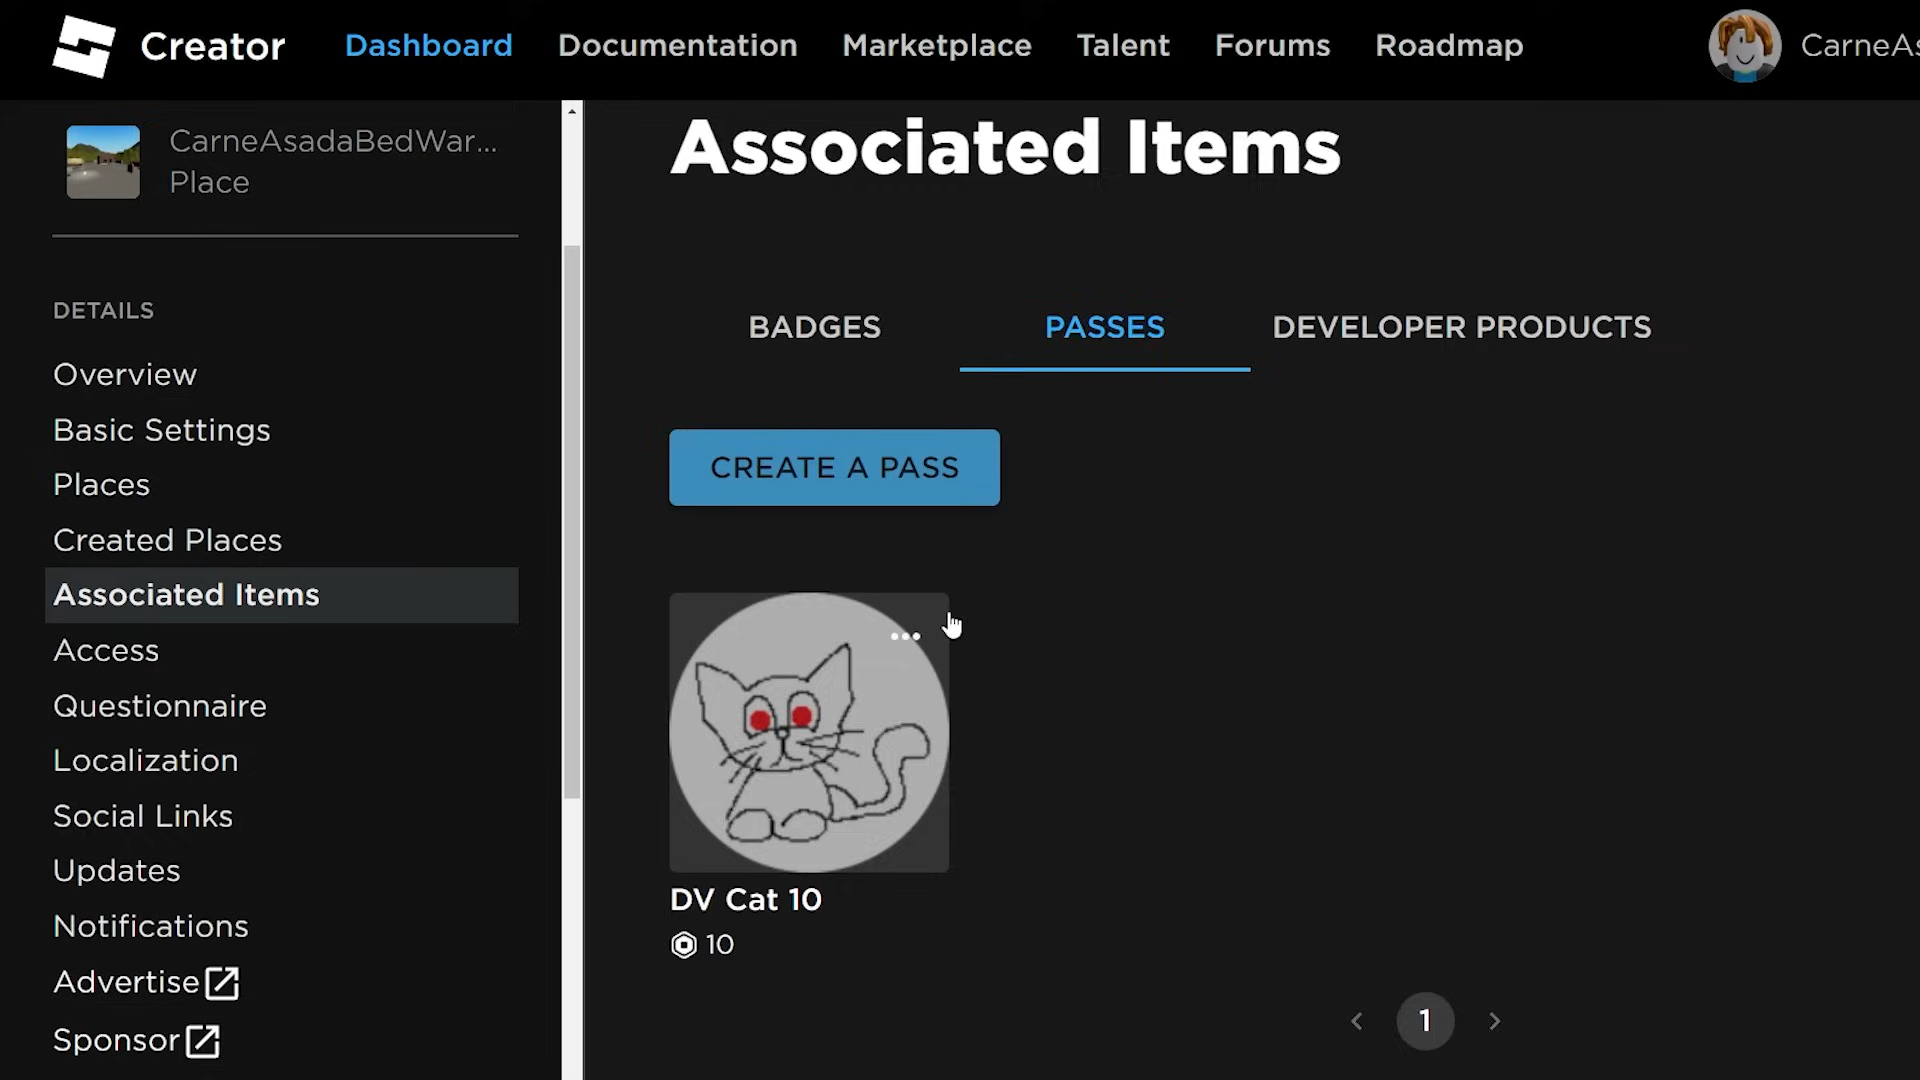 Creator
Dashboard
Documentation
Marketplace
Talent
Forums
Roadmap
CarneAs
CarneAsadaBedWar...
Place
DETAILS
Overview
Basic Settings
Places
Created Places
Associated Items
Access
Questionnaire
Localization
Social Links
Updates
Notifications
Advertise
Sponsor
Associated Items
BADGES
PASSES
DEVELOPER PRODUCTS
CREATE A PASS
DV Cat 10
10
1